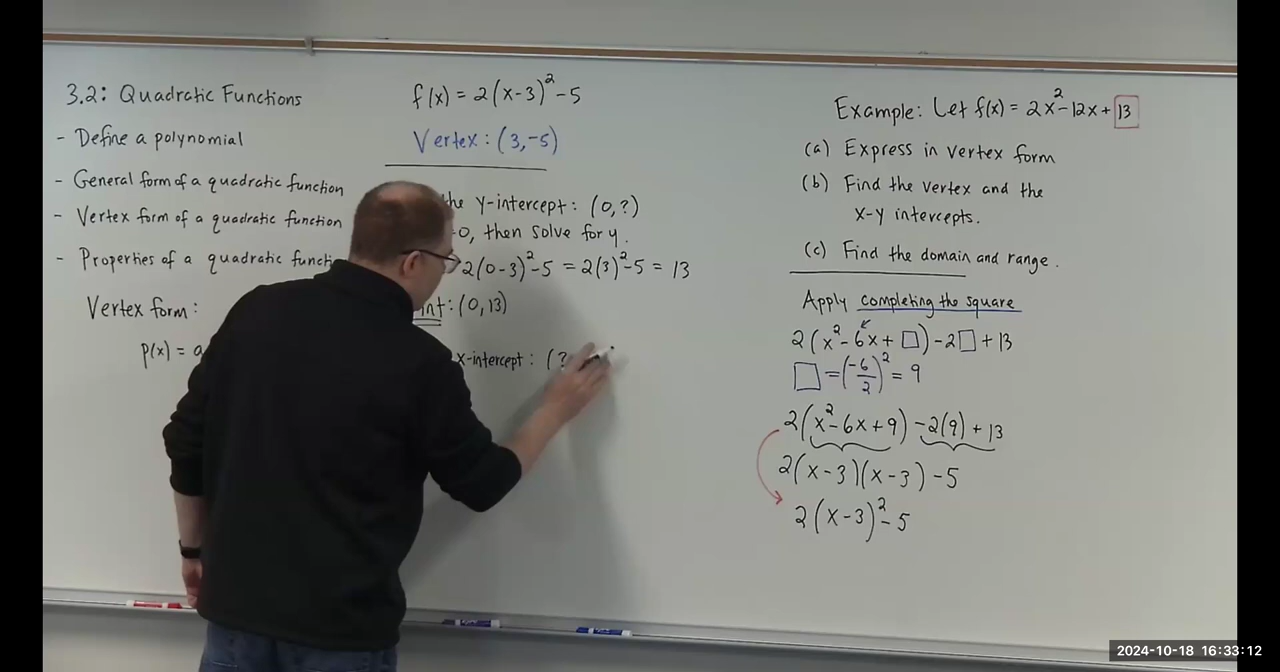 3.2: Quadratic Functions
- Define a polynomial
- General form of a quadratic function
- Vertex form of a quadratic function
- Properties of a quadratic functi
Vertex form:
p(x) = a
f(x) = 2(x-3)² - 5
Vertex: (3,-5)
the y-intercept: (0,?)
=0, then solve for y.
2(0-3)² - 5 = 2(3)² - 5 = 13
int: (0,13)
x-intercept: (?
Example: Let f(x) = 2x² - 12x + 13
(a) Express in vertex form
(b) Find the vertex and the
x-y intercepts.
(c) Find the domain and range.
Apply completing the square
2(x² - 6x + □) - 2□ + 13
□ = (-6/2)² = 9
2(x² - 6x + 9) - 2(9) + 13
2(x-3)(x-3) - 5
2(x-3)² - 5
2024-10-18 16:33:12